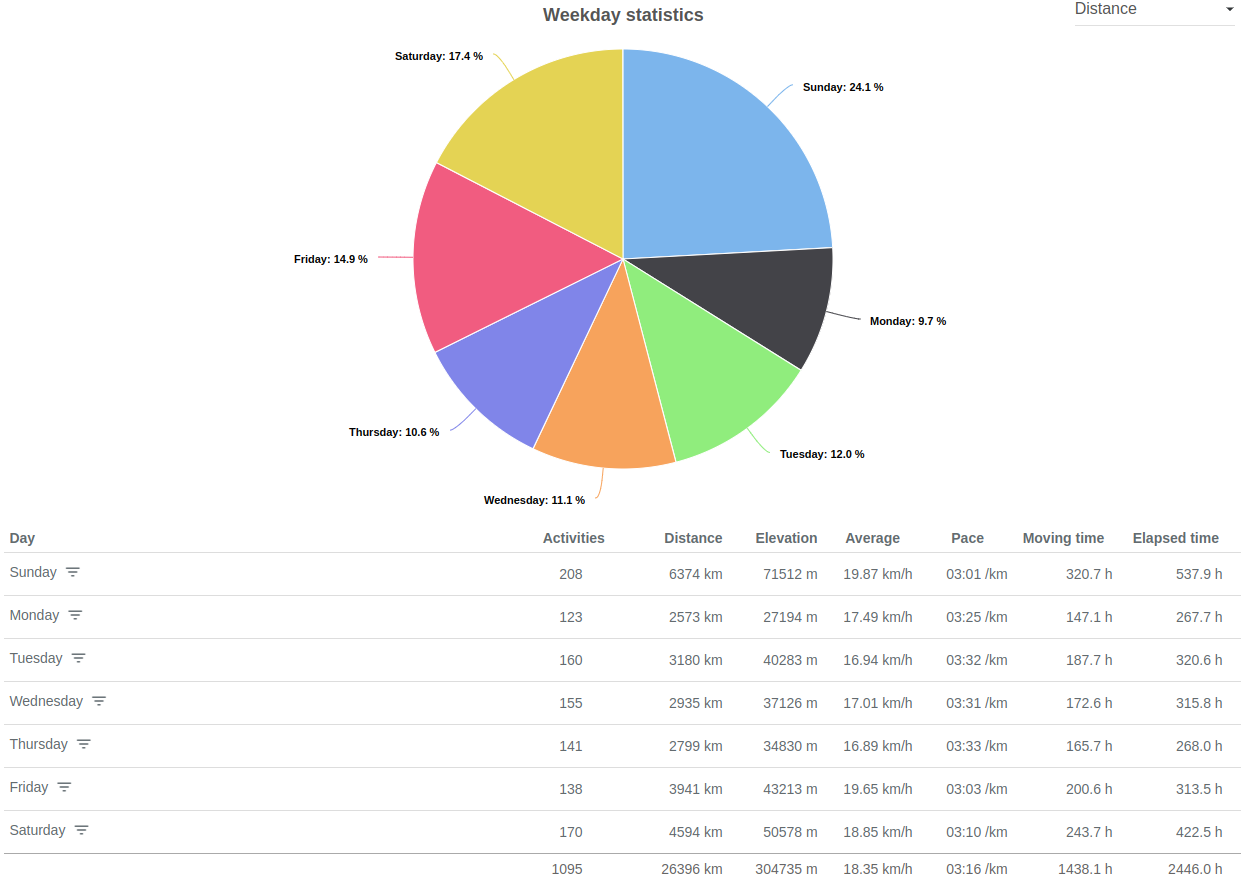 Weekday statistics
Distance
Saturday: 17.4 %
Sunday: 24.1 %
Friday: 14.9 %
Monday: 9.7 %
Thursday: 10.6 %
Tuesday: 12.0 %
Wednesday: 11.1 %
Day Activities Distance Elevation Average Pace Moving time Elapsed time
Sunday 208 6374 km 71512 m 19.87 km/h 03:01 /km 320.7 h 537.9 h
Monday 123 2573 km 27194 m 17.49 km/h 03:25 /km 147.1 h 267.7 h
Tuesday 160 3180 km 40283 m 16.94 km/h 03:32 /km 187.7 h 320.6 h
Wednesday 155 2935 km 37126 m 17.01 km/h 03:31 /km 172.6 h 315.8 h
Thursday 141 2799 km 34830 m 16.89 km/h 03:33 /km 165.7 h 268.0 h
Friday 138 3941 km 43213 m 19.65 km/h 03:03 /km 200.6 h 313.5 h
Saturday 170 4594 km 50578 m 18.85 km/h 03:10 /km 243.7 h 422.5 h
1095 26396 km 304735 m 18.35 km/h 03:16 /km 1438.1 h 2446.0 h